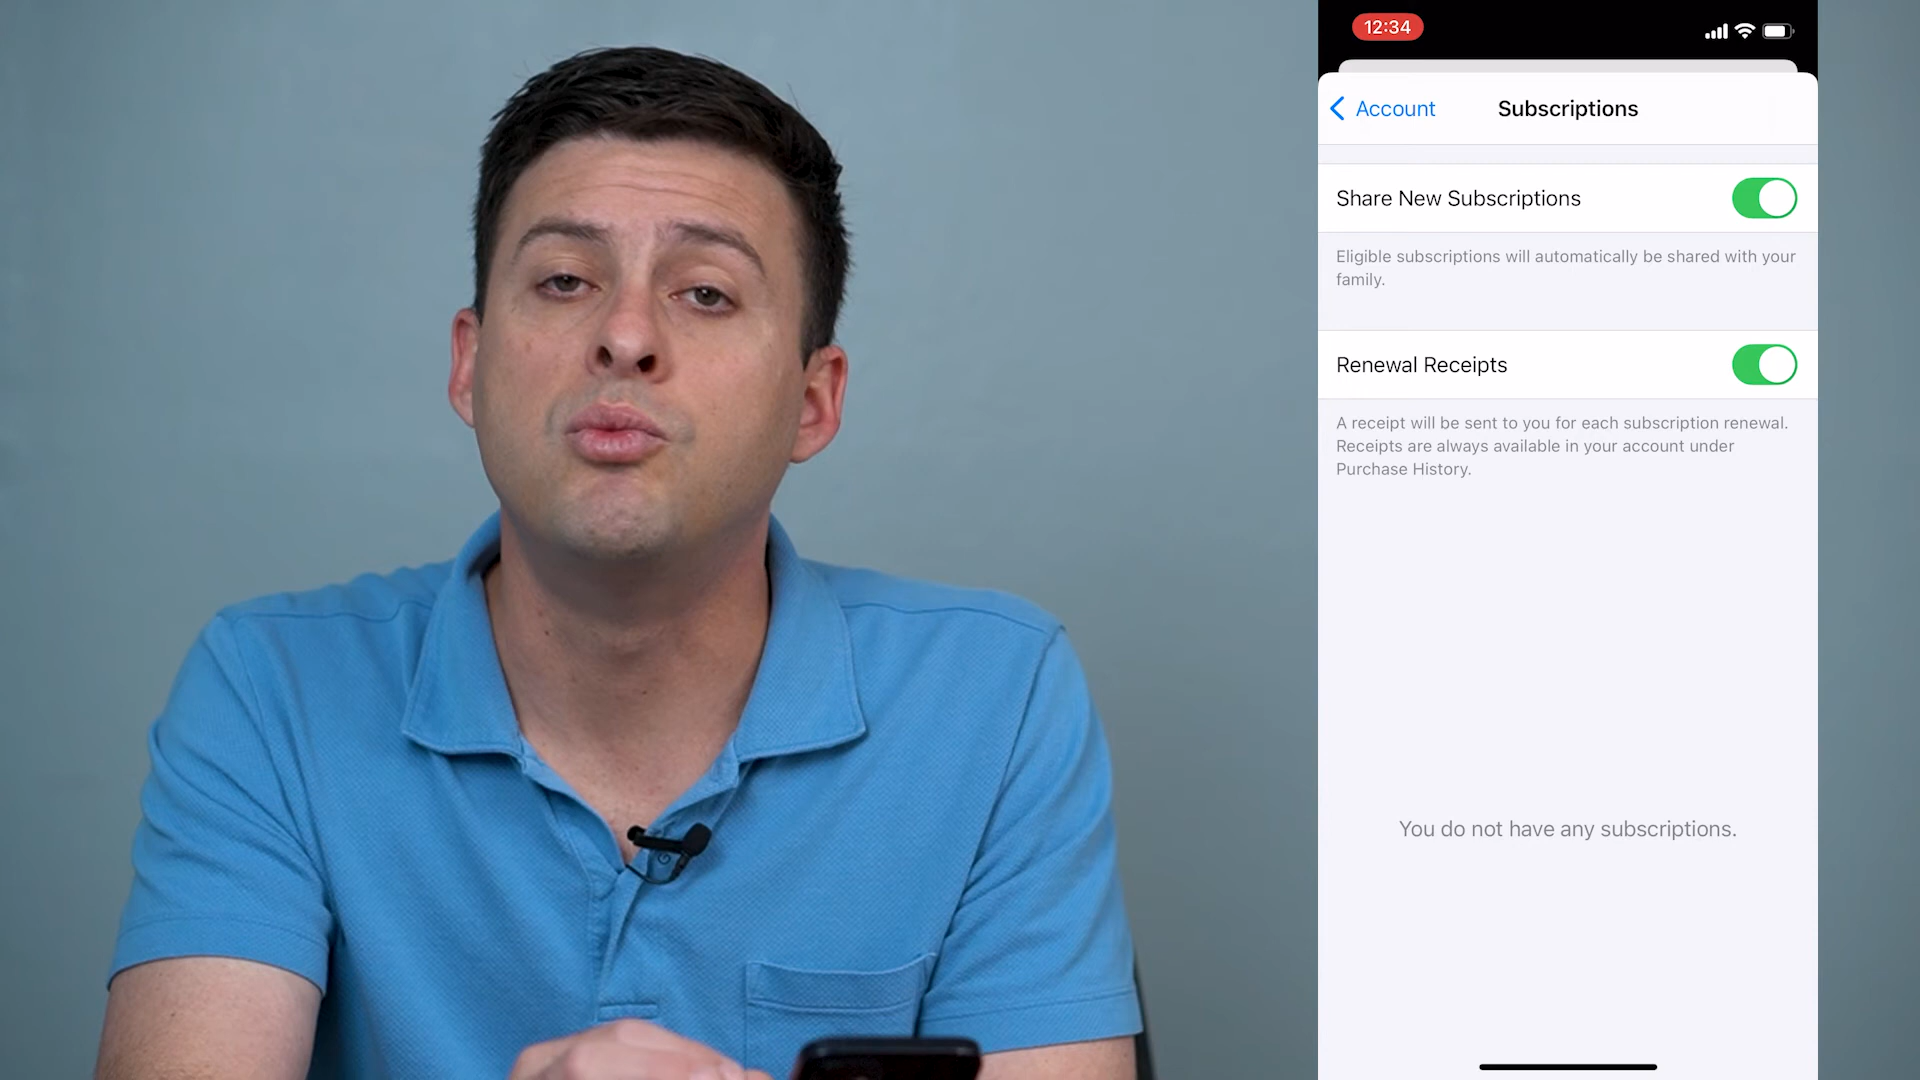 12:34
Account
Subscriptions
Share New Subscriptions
Eligible subscriptions will automatically be shared with your
family.
Renewal Receipts
A receipt will be sent to you for each subscription renewal.
Receipts are always available in your account under
Purchase History.
You do not have any subscriptions.